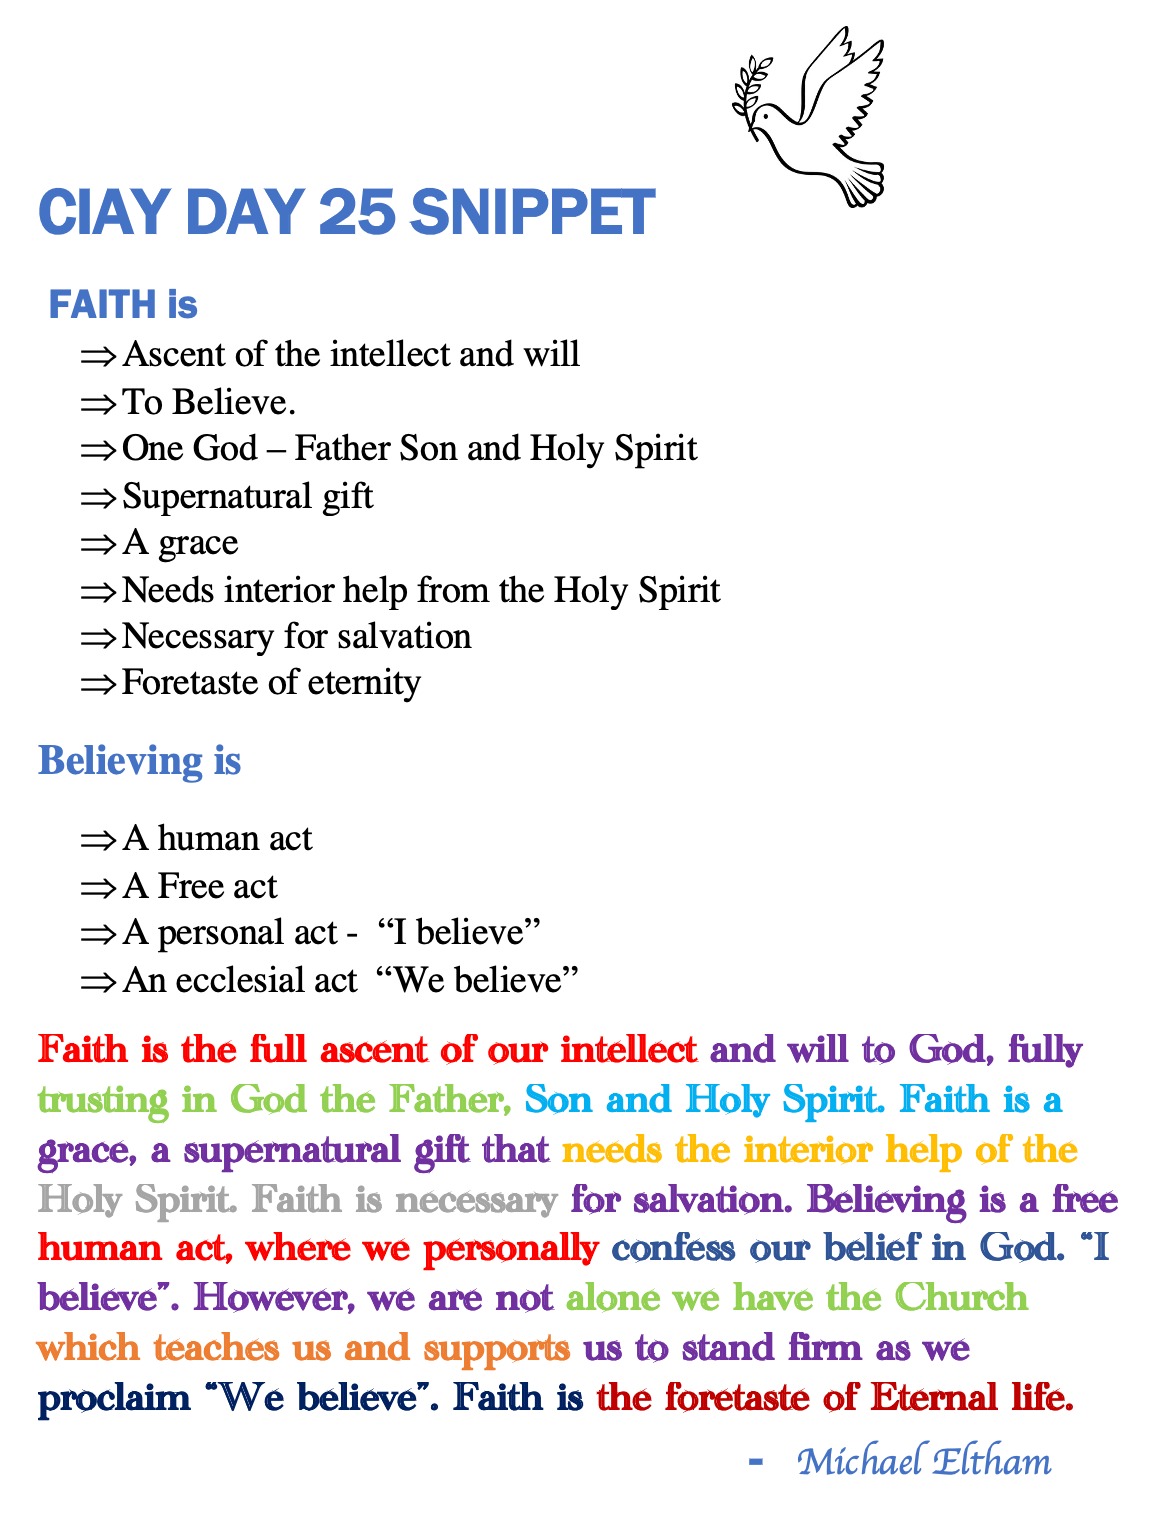 CIAY DAY 25 SNIPPET
FAITH is
⇒Ascent of the intellect and will
⇒To Believe.
⇒One God – Father Son and Holy Spirit
⇒Supernatural gift
⇒A grace
⇒Needs interior help from the Holy Spirit
⇒Necessary for salvation
⇒Foretaste of eternity
Believing is
⇒A human act
⇒A Free act
⇒A personal act -  “I believe”
⇒An ecclesial act  “We believe”
Faith is the full ascent of our intellect and will to God, fully
trusting in God the Father, Son and Holy Spirit. Faith is a
grace, a supernatural gift that needs the interior help of the
Holy Spirit. Faith is necessary for salvation. Believing is a free
human act, where we personally confess our belief in God. “I
believe”. However, we are not alone we have the Church
which teaches us and supports us to stand firm as we
proclaim “We believe”. Faith is the foretaste of Eternal life.
- Michael Eltham